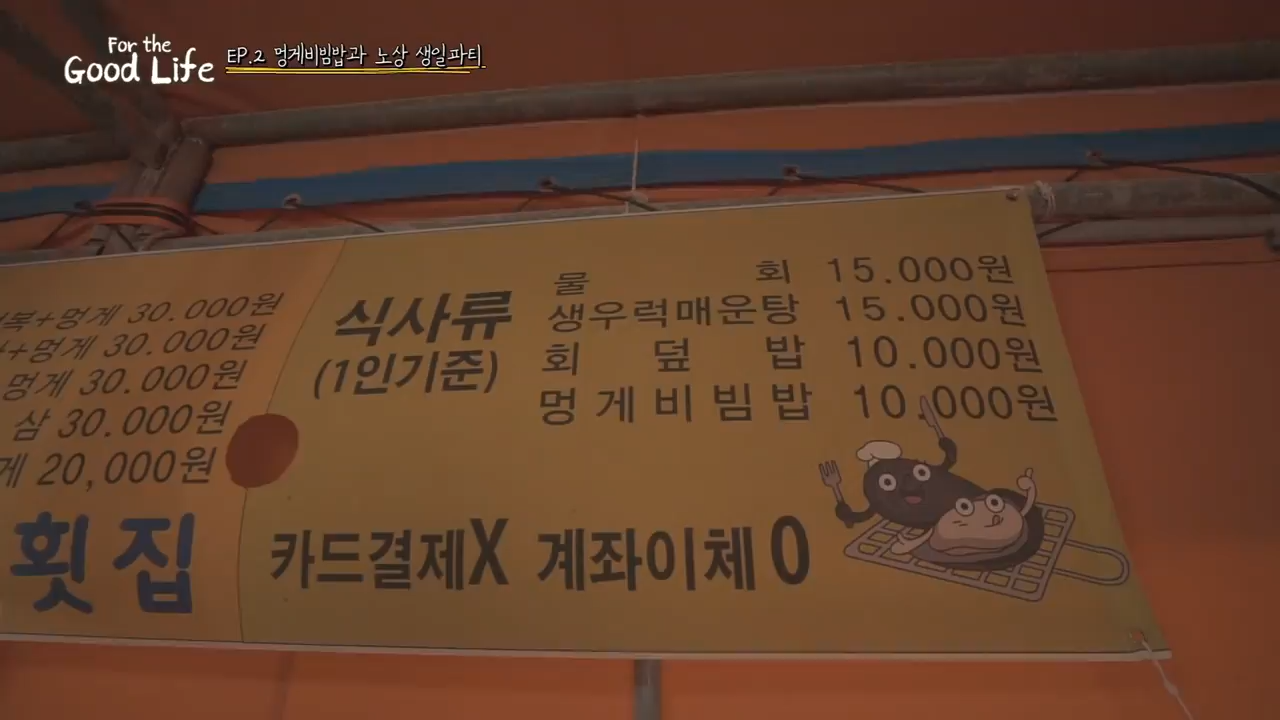 For the
Good Life
EP.2 멍게비빔밥과 노상 생일파티
복+멍게 30.000원
+멍게 30.000원
멍게 30.000원
삼 30.000원
게 20,000원
횟집
식사류
(1인기준)
물 회 15.000원
생우럭매운탕 15.000원
회 덮 밥 10.000원
멍게비빔밥 10.000원
카드결제X 계좌이체O